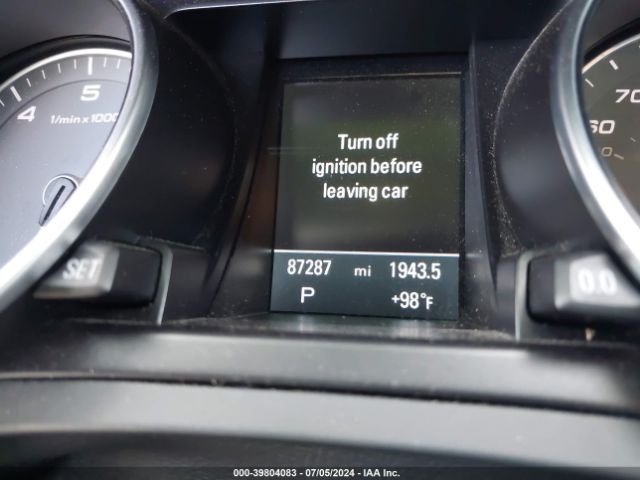 4
5
1/min x 1000
Turn off
ignition before
leaving car
87287 mi 1943.5
P +98°F
SET
0.0
70
60
0
000-39804083 - 07/05/2024 - IAA Inc.